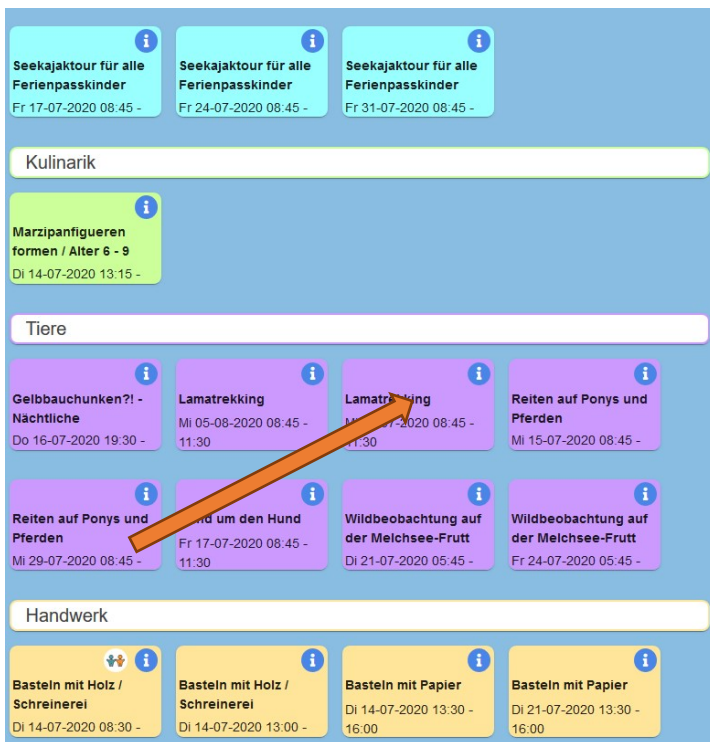 Seekajaktour für alle
Ferienpasskinder
Fr 17-07-2020 08:45 -
Seekajaktour für alle
Ferienpasskinder
Fr 24-07-2020 08:45 -
Seekajaktour für alle
Ferienpasskinder
Fr 31-07-2020 08:45 -
Kulinarik
Marzipanfigueren
formen / Alter 6 - 9
Di 14-07-2020 13:15 -
Tiere
Gelbbauchunken?! -
Nächtliche
Do 16-07-2020 19:30 -
Lamatrekking
Mi 05-08-2020 08:45 -
11:30
Lamatrekking
08:45 -
11:30
Reiten auf Ponys und
Pferden
Mi 15-07-2020 08:45 -
Reiten auf Ponys und
Pferden
Mi 29-07-2020 08:45 -
um den Hund
Fr 17-07-2020 08:45 -
11:30
Wildbeobachtung auf
der Melchsee-Frutt
Di 21-07-2020 05:45 -
Wildbeobachtung auf
der Melchsee-Frutt
Fr 24-07-2020 05:45 -
Handwerk
Basteln mit Holz /
Schreinerei
Di 14-07-2020 08:30 -
Basteln mit Holz /
Schreinerei
Di 14-07-2020 13:00 -
Basteln mit Papier
Di 14-07-2020 13:30 -
16:00
Basteln mit Papier
Di 21-07-2020 13:30 -
16:00